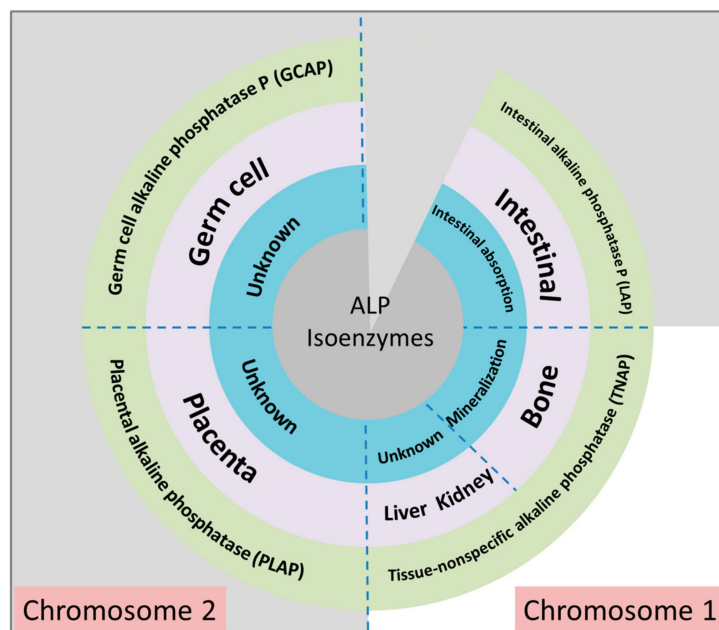 Germ cell alkaline phosphatase P (GCAP)
Germ cell
Unknown
Intestinal alkaline phosphatase P (LAP)
Intestinal
Intestinal absorption
ALP
Isoenzymes
Placental alkaline phosphatase (PLAP)
Placenta
Unknown
Tissue-nonspecific alkaline phosphatase (TNAP)
Bone
Mineralization
Liver Kidney
Unknown
Chromosome 2
Chromosome 1